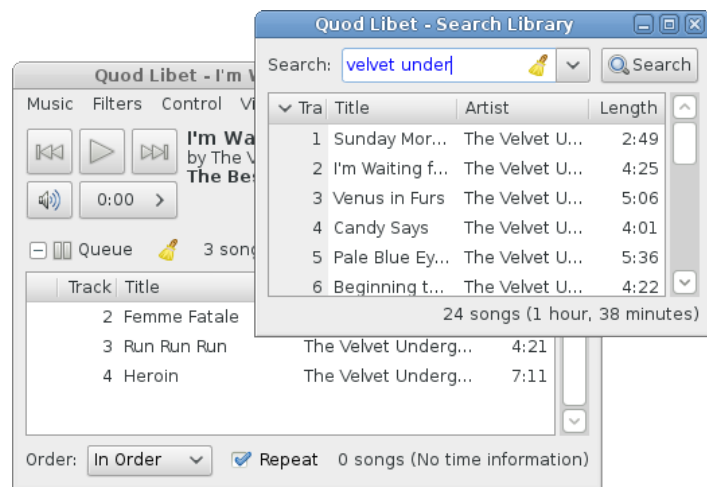 Quod Libet - Search Library
Search: velvet under Search
Tra Title Artist Length
1 Sunday Mor... The Velvet U... 2:49
2 I'm Waiting f... The Velvet U... 4:25
3 Venus in Furs The Velvet U... 5:06
4 Candy Says The Velvet U... 4:01
5 Pale Blue Ey... The Velvet U... 5:36
6 Beginning t... The Velvet U... 4:22
24 songs (1 hour, 38 minutes)
Quod Libet - I'm
Music Filters Control Vi
I'm Wa
by The V
The Be
0:00
Queue 3 song
Track Title
2 Femme Fatale
3 Run Run Run The Velvet Underg... 4:21
4 Heroin The Velvet Underg... 7:11
Order: In Order Repeat 0 songs (No time information)